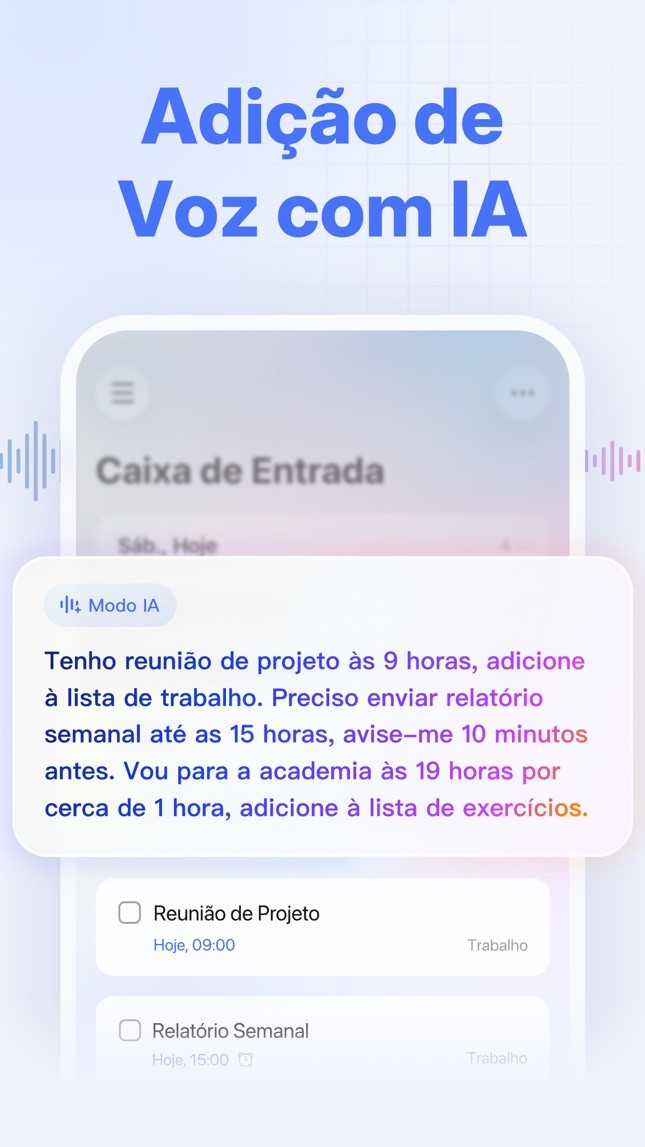 Adição de
Voz com IA
Caixa de Entrada
Sáb., Hoje
4
Modo IA
Tenho reunião de projeto às 9 horas, adicione
à lista de trabalho. Preciso enviar relatório
semanal até as 15 horas, avise-me 10 minutos
antes. Vou para a academia às 19 horas por
cerca de 1 hora, adicione à lista de exercícios.
Reunião de Projeto
Hoje, 09:00
Trabalho
Relatório Semanal
Hoje, 15:00
Trabalho